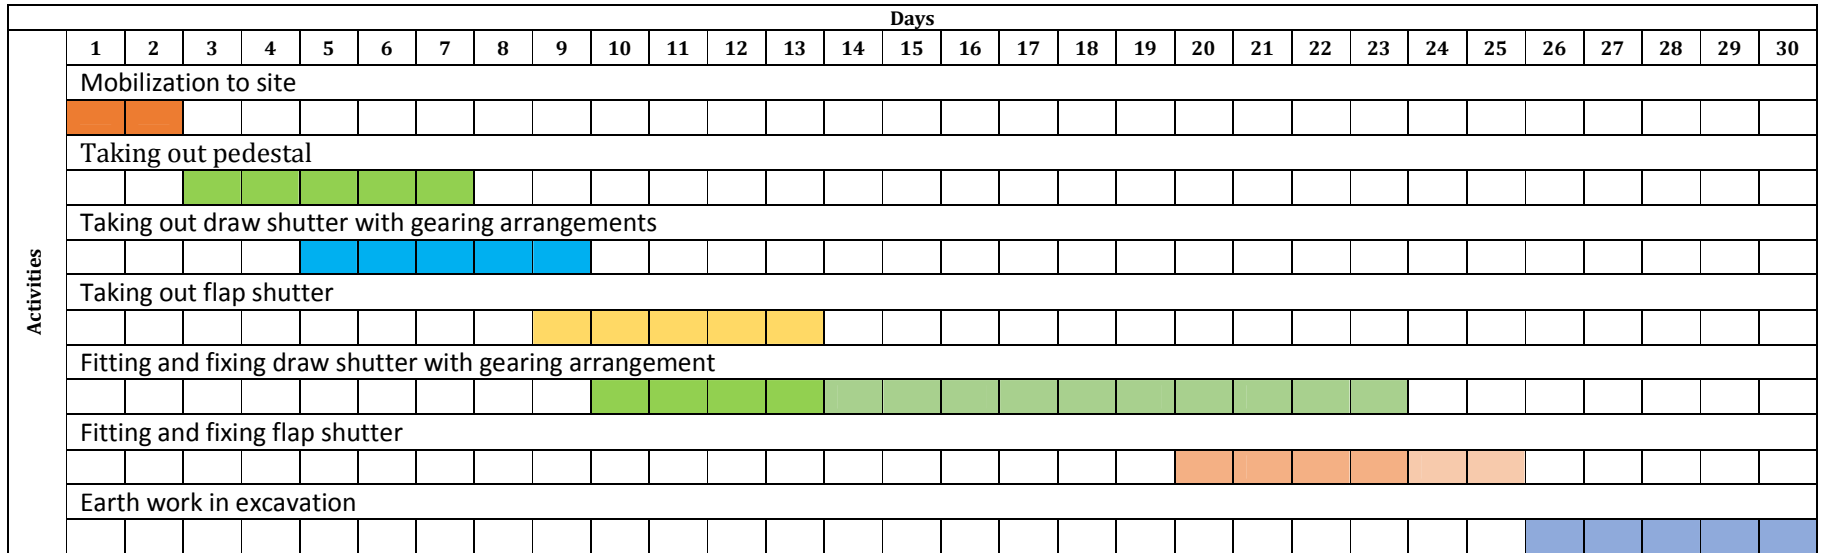 Days
1 2 3 4 5 6 7 8 9 10 11 12 13 14 15 16 17 18 19 20 21 22 23 24 25 26 27 28 29 30
Activities
Mobilization to site
Taking out pedestal
Taking out draw shutter with gearing arrangements
Taking out flap shutter
Fitting and fixing draw shutter with gearing arrangement
Fitting and fixing flap shutter
Earth work in excavation